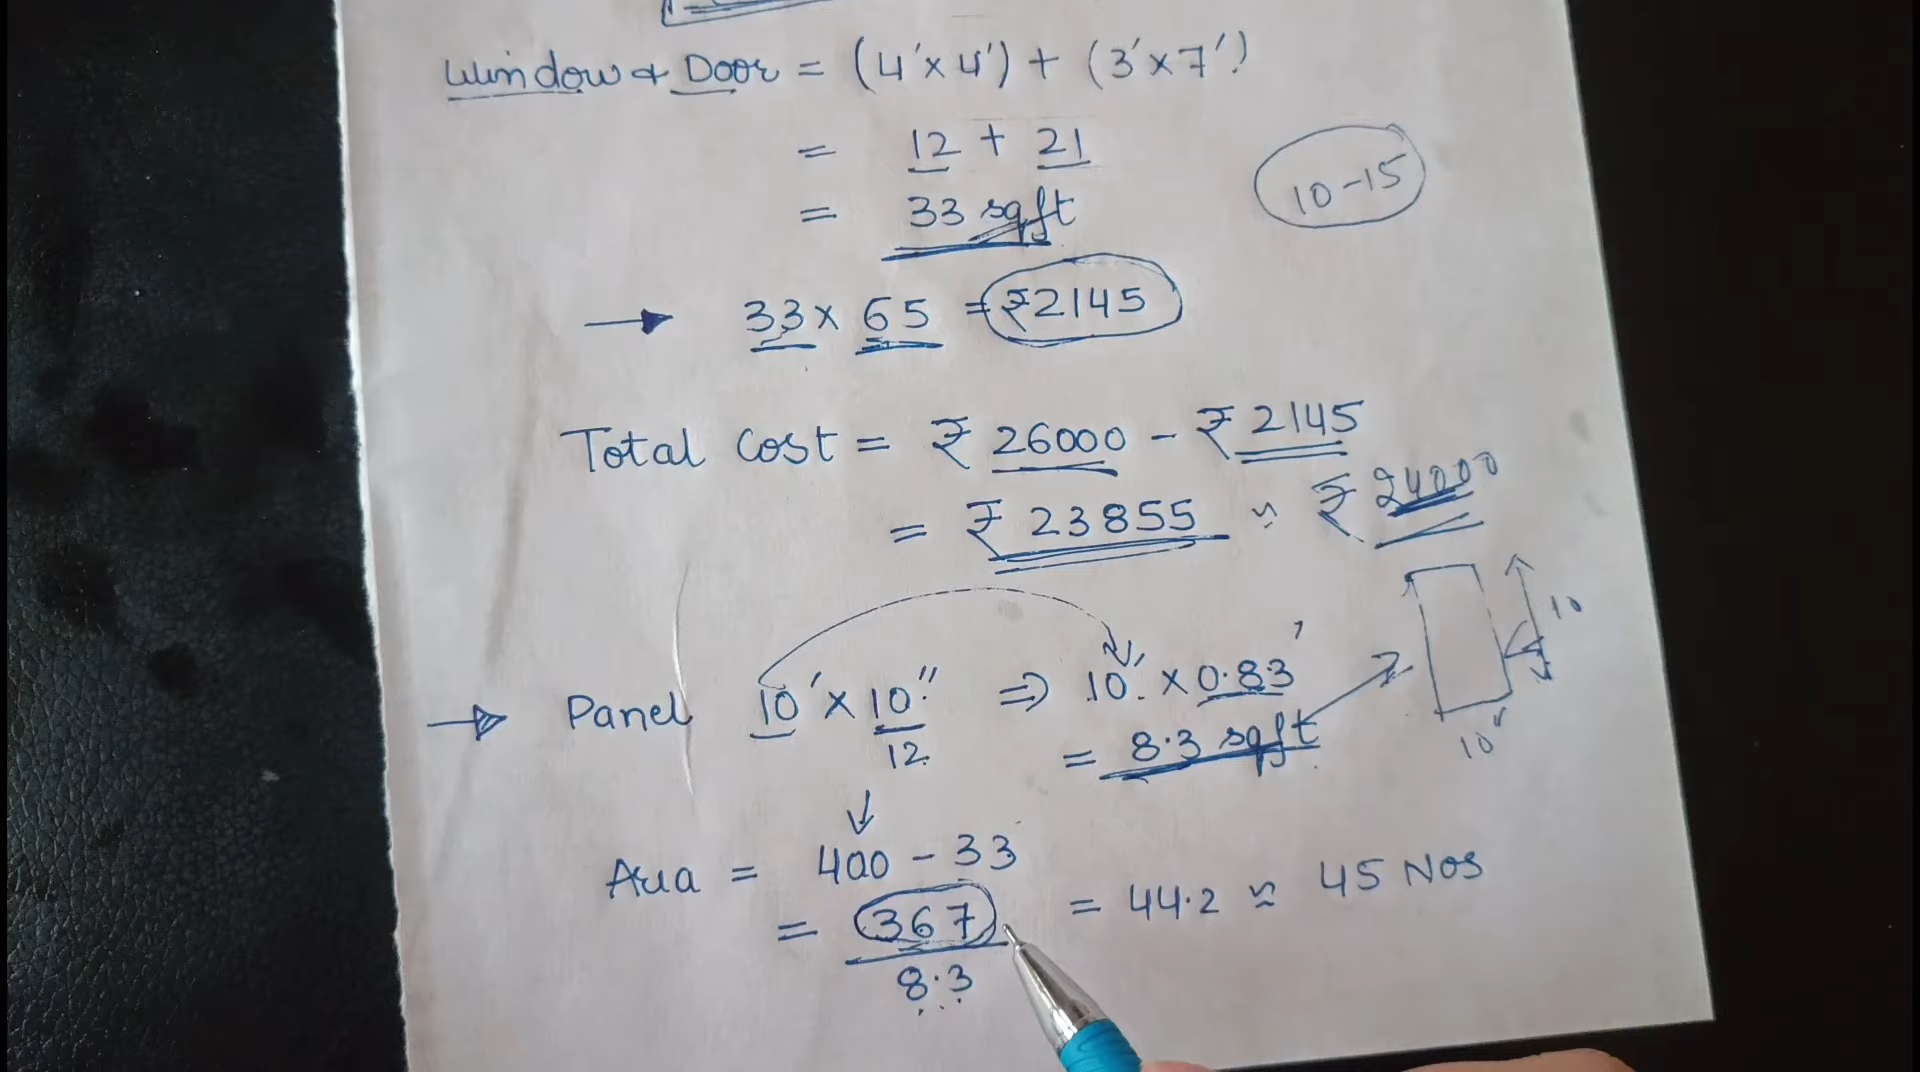 Window & Door = (4'x4') + (3'x7')
= 12 + 21
= 33 sqft
10-15
→ 33 x 65 = ₹2145
Total Cost = ₹ 26000 - ₹ 2145
= ₹ 23855 ≈ ₹ 24000
→ Panel 10' x 10"/12 ⇒ 10' x 0.83'
= 8.3 sqft
10
10"
Area = 400 - 33
= 367/8.3 = 44.2 ≈ 45 Nos